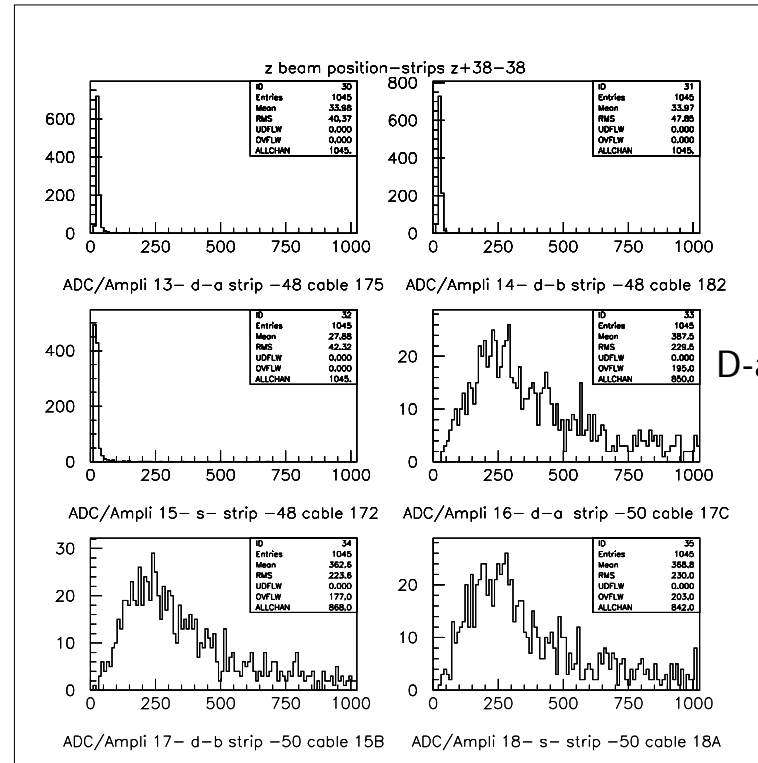 z beam position-strips z+38-38
ID 30
Entries 1045
Mean 33.98
RMS 40.37
UDFLW 0.000
OVFLW 0.000
ALLCHAN 1045.
800
600
400
200
0
0 250 500 750 1000
ADC/Ampli 13- d-a strip -48 cable 175
ID 31
Entries 1045
Mean 33.97
RMS 47.85
UDFLW 0.000
OVFLW 0.000
ALLCHAN 1045.
600
400
200
0
0 250 500 750 1000
ADC/Ampli 14- d-b strip -48 cable 182
ID 32
Entries 1045
Mean 27.88
RMS 42.32
UDFLW 0.000
OVFLW 0.000
ALLCHAN 1045.
400
200
0
0 250 500 750 1000
ADC/Ampli 15- s- strip -48 cable 172
ID 33
Entries 1045
Mean 387.5
RMS 229.5
UDFLW 0.000
OVFLW 195.0
ALLCHAN 850.0
20
10
0
0 250 500 750 1000
D-a
ADC/Ampli 16- d-a strip -50 cable 17C
ID 34
Entries 1045
Mean 362.6
RMS 223.6
UDFLW 0.000
OVFLW 177.0
ALLCHAN 868.0
30
20
10
0
0 250 500 750 1000
ADC/Ampli 17- d-b strip -50 cable 15B
ID 35
Entries 1045
Mean 368.8
RMS 230.0
UDFLW 0.000
OVFLW 203.0
ALLCHAN 842.0
20
10
0
0 250 500 750 1000
ADC/Ampli 18- s- strip -50 cable 18A